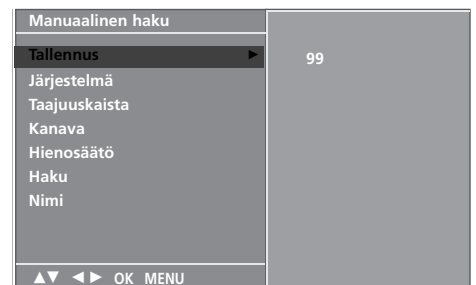 Manuaalinen haku
Tallennus ► 99
Järjestelmä
Taajuuskaista
Kanava
Hienosäätö
Haku
Nimi
▲▼ ◄► OK MENU